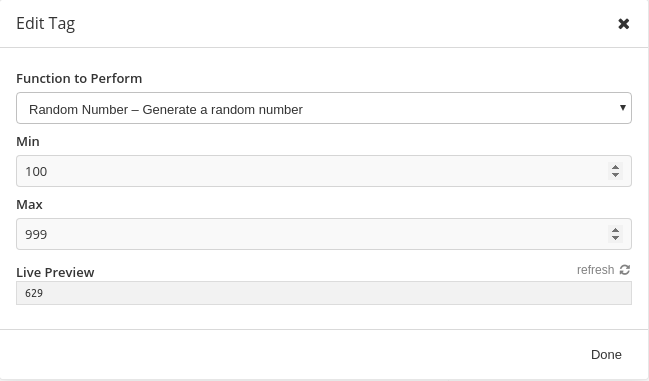 Edit Tag
Function to Perform
Random Number – Generate a random number
Min
100
Max
999
Live Preview
refresh
629
Done